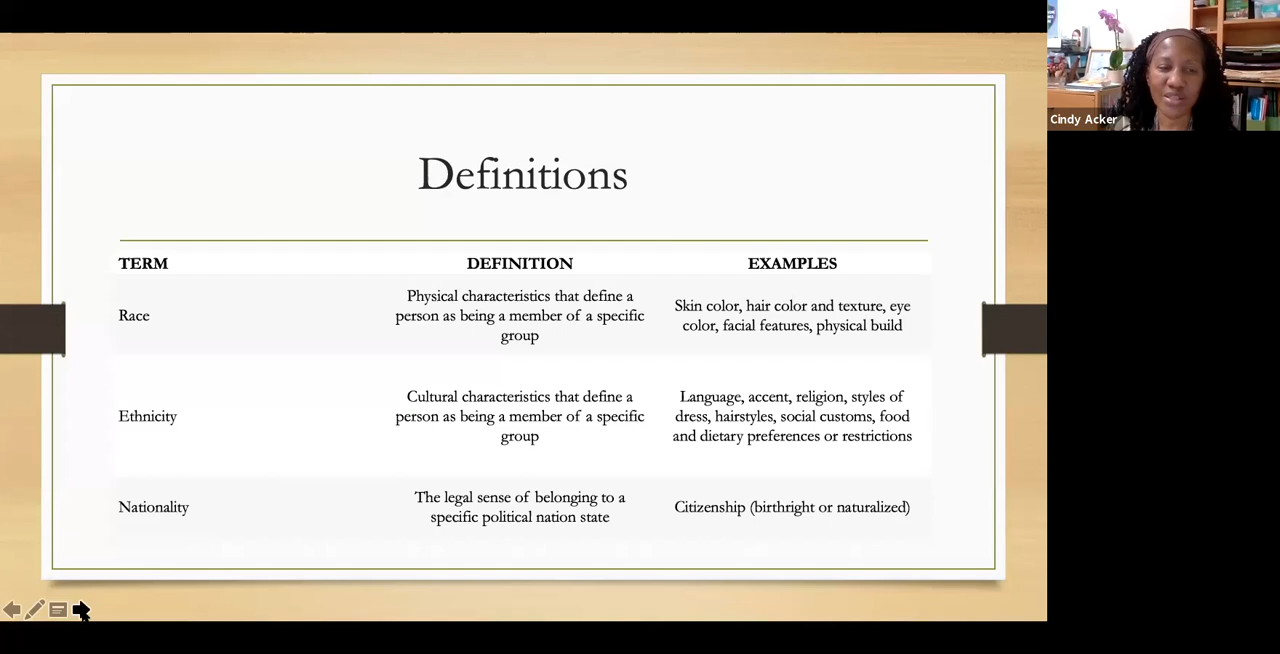 Definitions
TERM
DEFINITION
EXAMPLES
Race
Physical characteristics that define a
person as being a member of a specific
group
Skin color, hair color and texture, eye
color, facial features, physical build
Ethnicity
Cultural characteristics that define a
person as being a member of a specific
group
Language, accent, religion, styles of
dress, hairstyles, social customs, food
and dietary preferences or restrictions
Nationality
The legal sense of belonging to a
specific political nation state
Citizenship (birthright or naturalized)
Cindy Acker